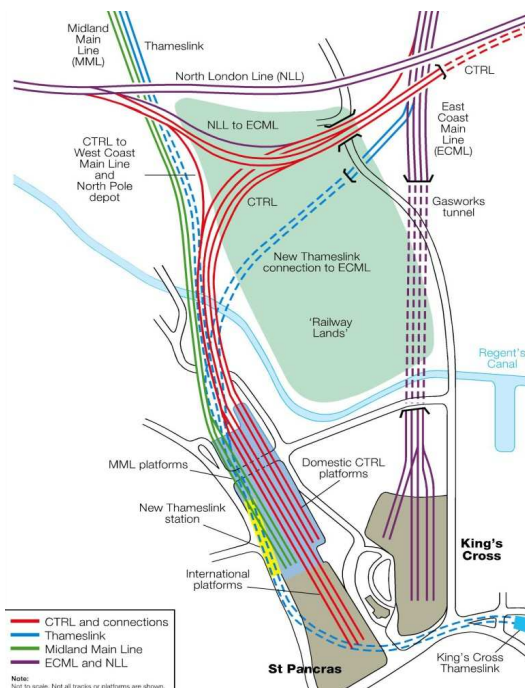 Midland
Main Line
(MML)
Thameslink
North London Line (NLL)
CTRL
NLL to ECML
East
Coast
Main Line
(ECML)
CTRL to
West Coast
Main Line
and
North Pole
depot
CTRL
Gasworks
tunnel
New Thameslink
connection to ECML
'Railway
Lands'
Regent's
Canal
MML platforms
Domestic CTRL
platforms
New Thameslink
station
King's
Cross
International
platforms
CTRL and connections
Thameslink
Midland Main Line
ECML and NLL
St Pancras
King's Cross
Thameslink
Note:
Not to scale. Not all tracks or platforms are shown.